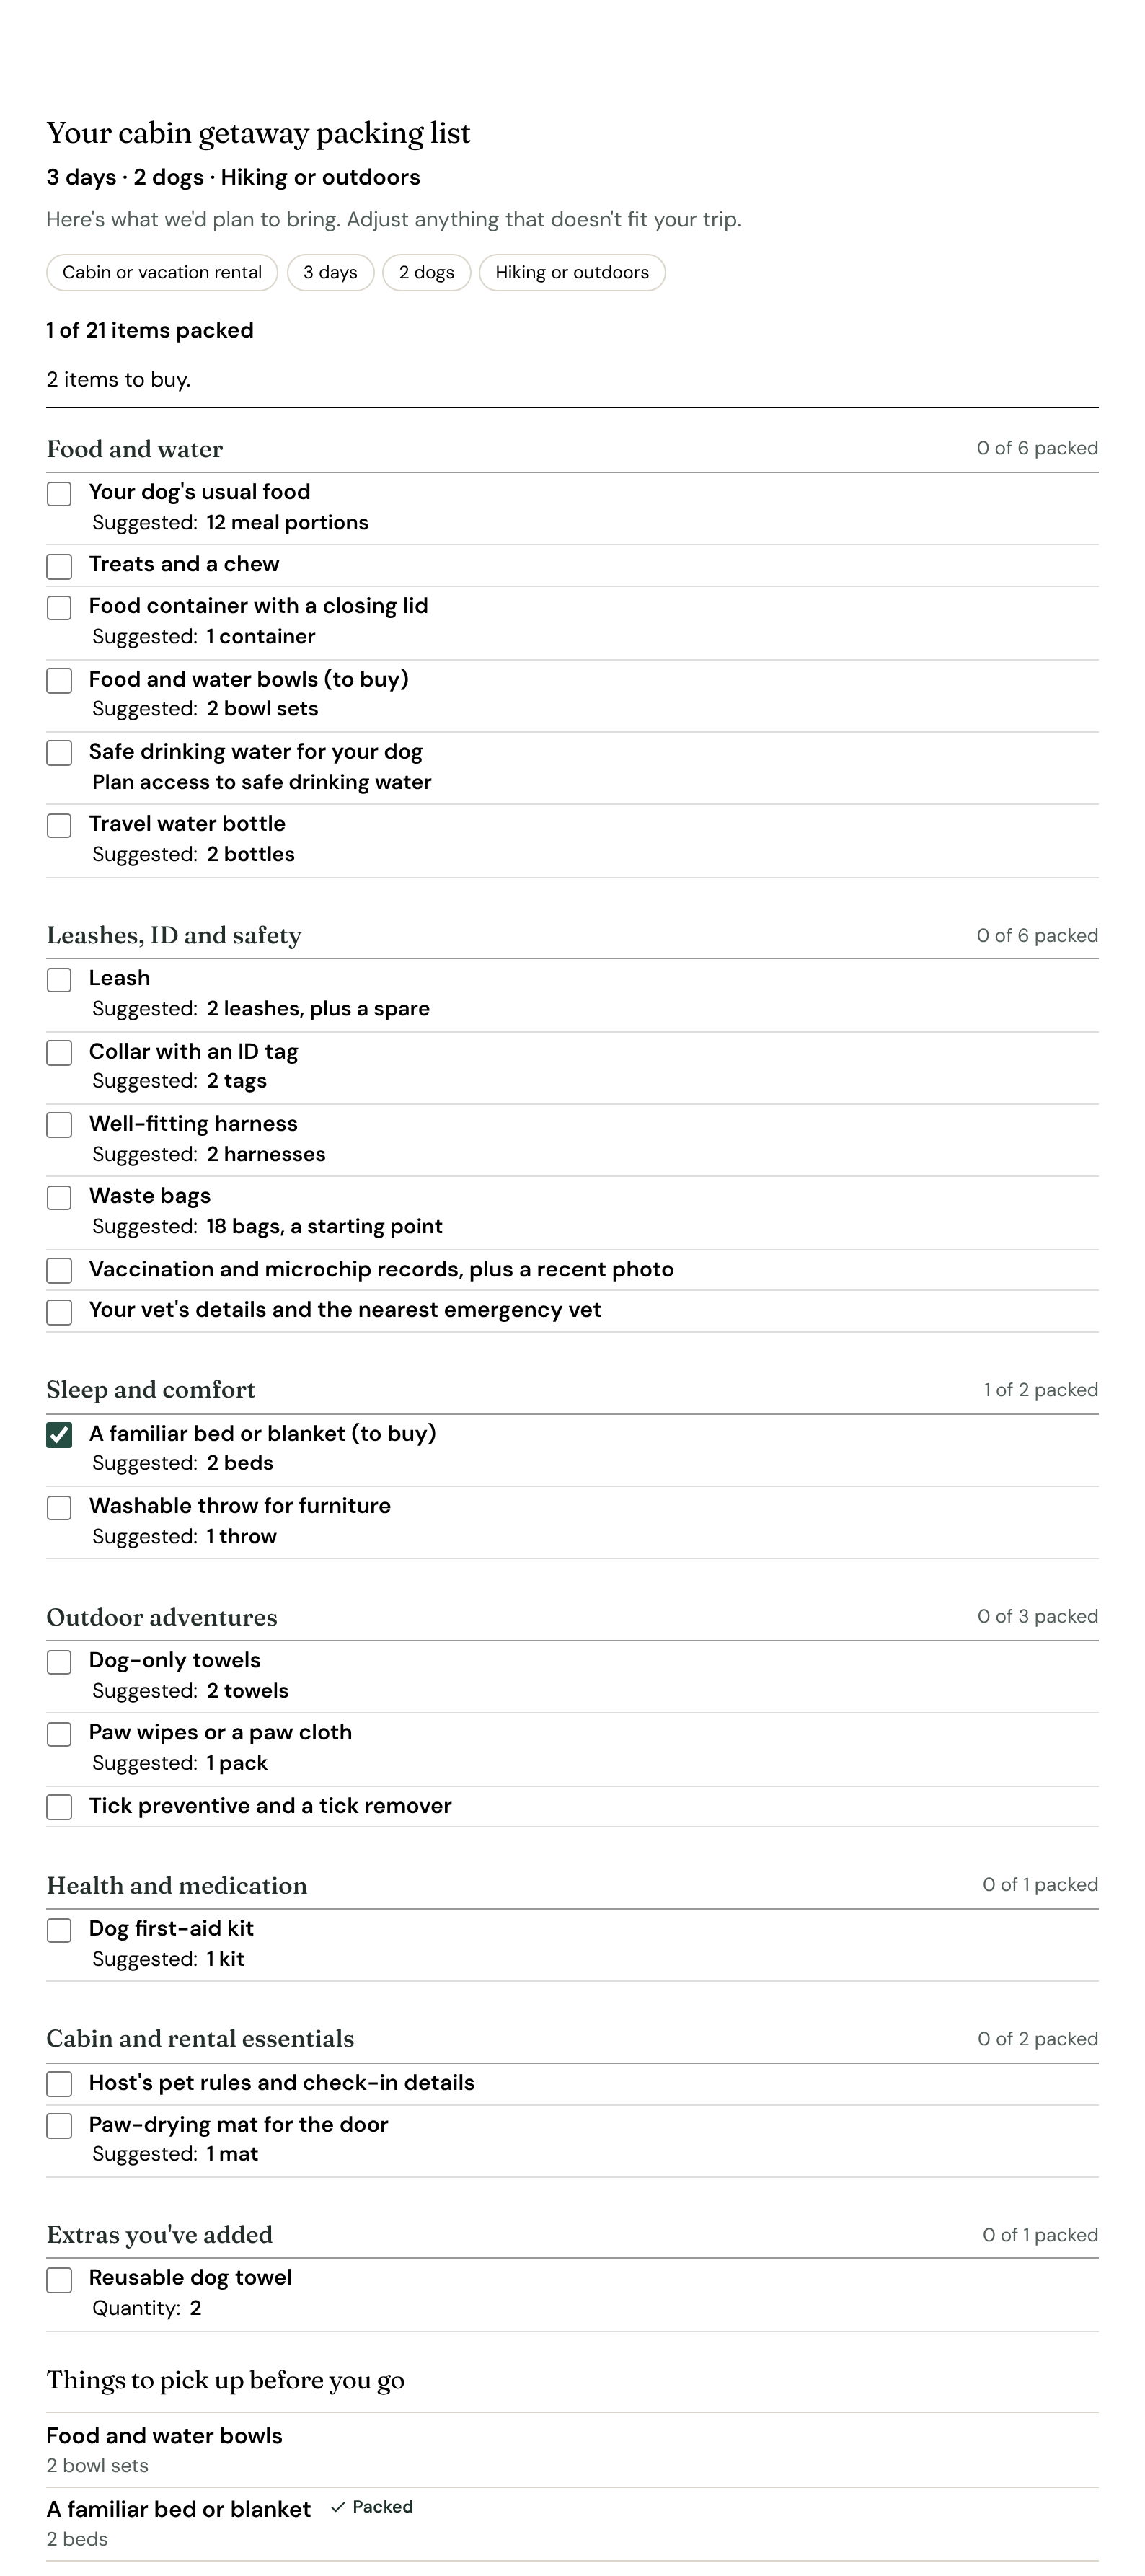 Your cabin getaway packing list
3 days · 2 dogs · Hiking or outdoors
Here's what we'd plan to bring. Adjust anything that doesn't fit your trip.
Cabin or vacation rental 3 days 2 dogs Hiking or outdoors
1 of 21 items packed
2 items to buy.
Food and water 0 of 6 packed
Your dog's usual food
Suggested: 12 meal portions
Treats and a chew
Food container with a closing lid
Suggested: 1 container
Food and water bowls (to buy)
Suggested: 2 bowl sets
Safe drinking water for your dog
Plan access to safe drinking water
Travel water bottle
Suggested: 2 bottles
Leashes, ID and safety 0 of 6 packed
Leash
Suggested: 2 leashes, plus a spare
Collar with an ID tag
Suggested: 2 tags
Well-fitting harness
Suggested: 2 harnesses
Waste bags
Suggested: 18 bags, a starting point
Vaccination and microchip records, plus a recent photo
Your vet's details and the nearest emergency vet
Sleep and comfort 1 of 2 packed
A familiar bed or blanket (to buy)
Suggested: 2 beds
Washable throw for furniture
Suggested: 1 throw
Outdoor adventures 0 of 3 packed
Dog-only towels
Suggested: 2 towels
Paw wipes or a paw cloth
Suggested: 1 pack
Tick preventive and a tick remover
Health and medication 0 of 1 packed
Dog first-aid kit
Suggested: 1 kit
Cabin and rental essentials 0 of 2 packed
Host's pet rules and check-in details
Paw-drying mat for the door
Suggested: 1 mat
Extras you've added 0 of 1 packed
Reusable dog towel
Quantity: 2
Things to pick up before you go
Food and water bowls
2 bowl sets
A familiar bed or blanket Packed
2 beds